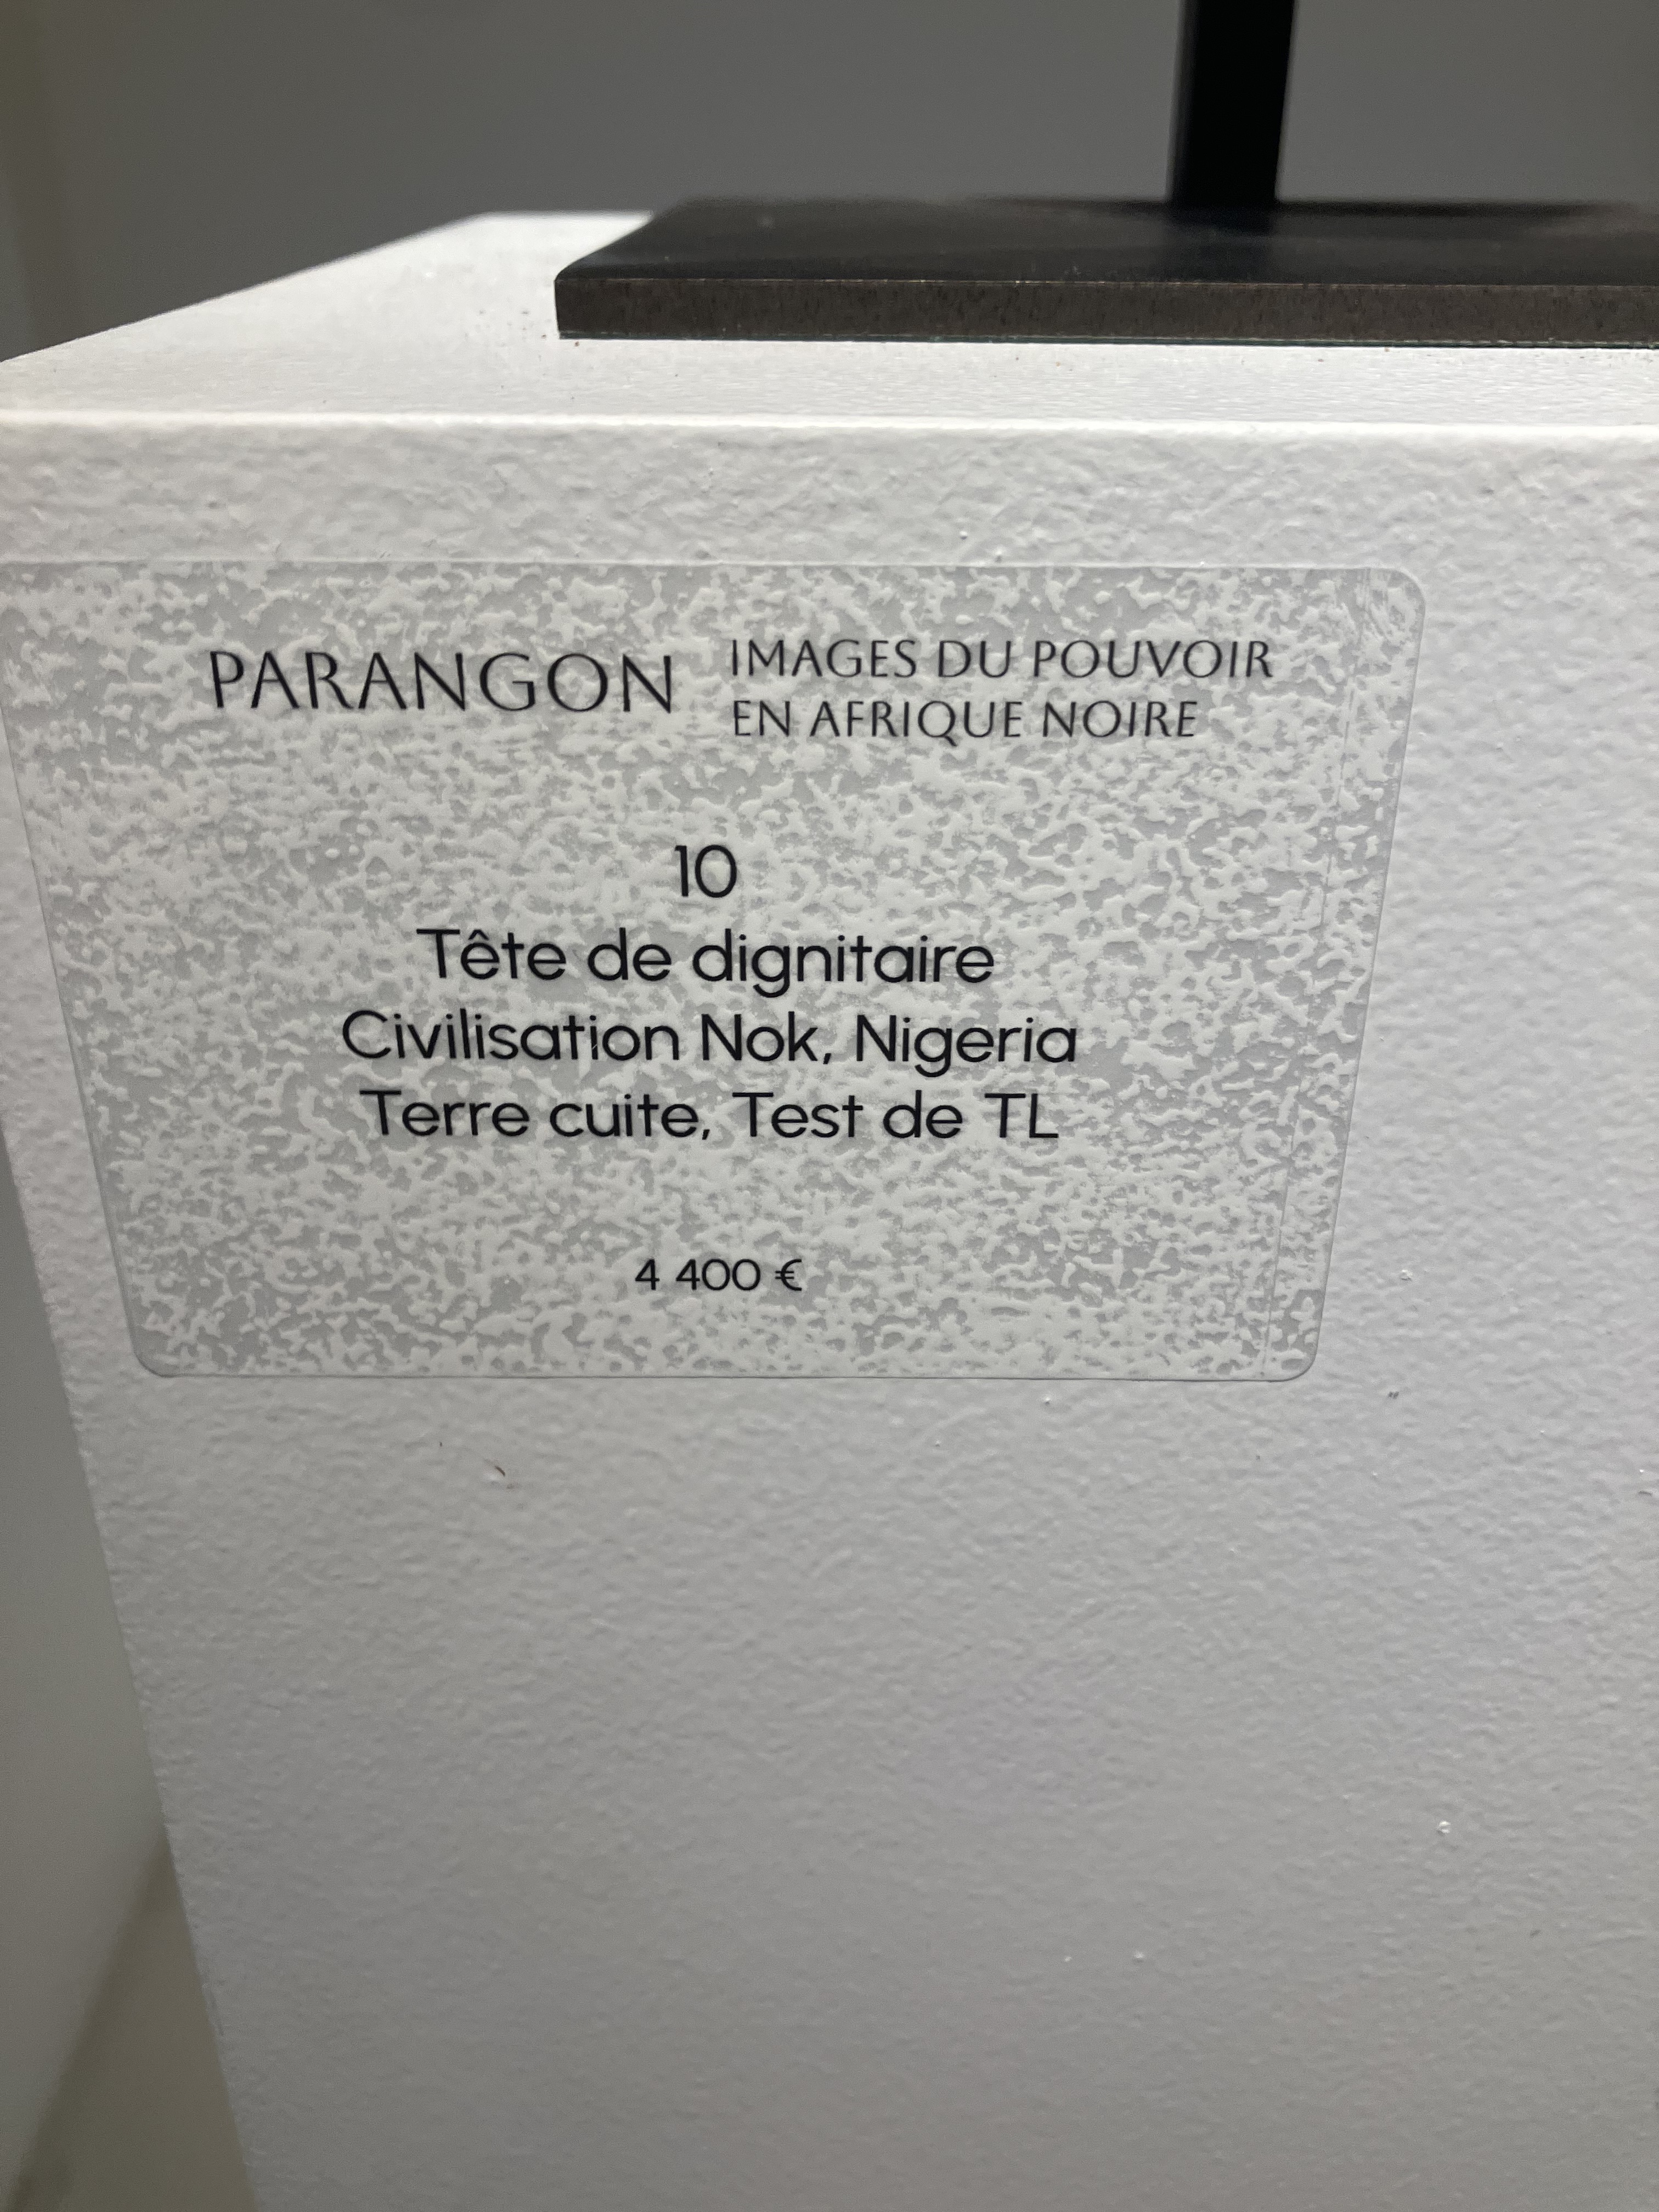 PARANGON
IMAGES DU POUVOIR
EN AFRIQUE NOIRE
10
Tête de dignitaire
Civilisation Nok, Nigeria
Terre cuite, Test de TL
4 400 €